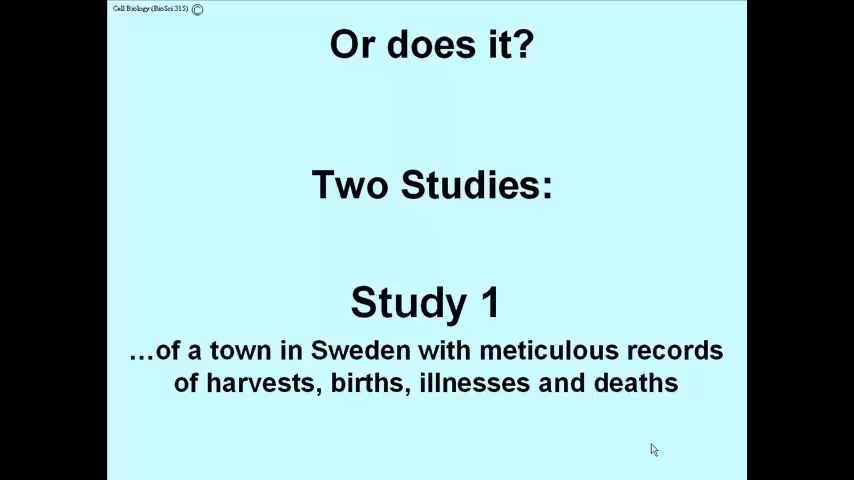 Cell Biology (BioSci 315) ©
Or does it?
Two Studies:
Study 1
…of a town in Sweden with meticulous records
of harvests, births, illnesses and deaths